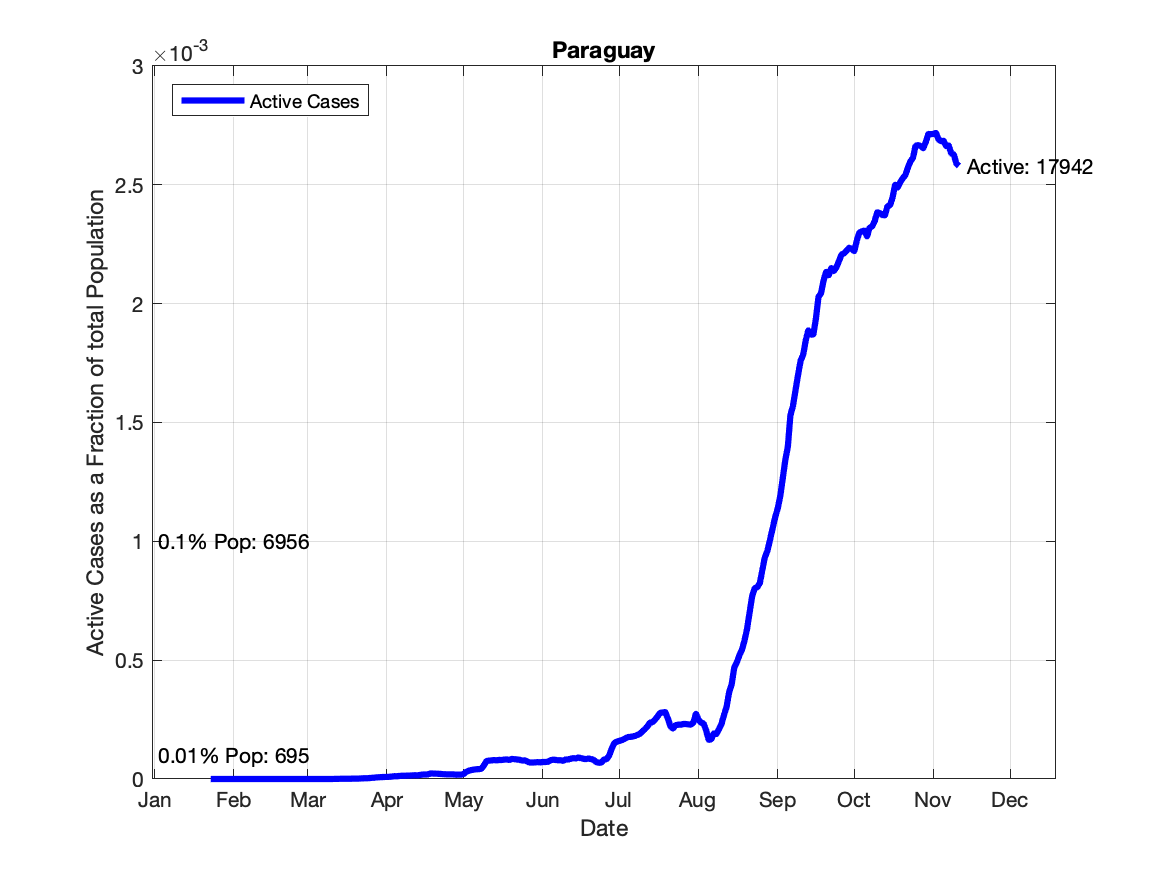 Paraguay
×10-3
Active Cases
3
2.5
2
1.5
1
0.5
0
Active Cases as a Fraction of total Population
Active: 17942
0.1% Pop: 6956
0.01% Pop: 695
Jan Feb Mar Apr May Jun Jul Aug Sep Oct Nov Dec
Date